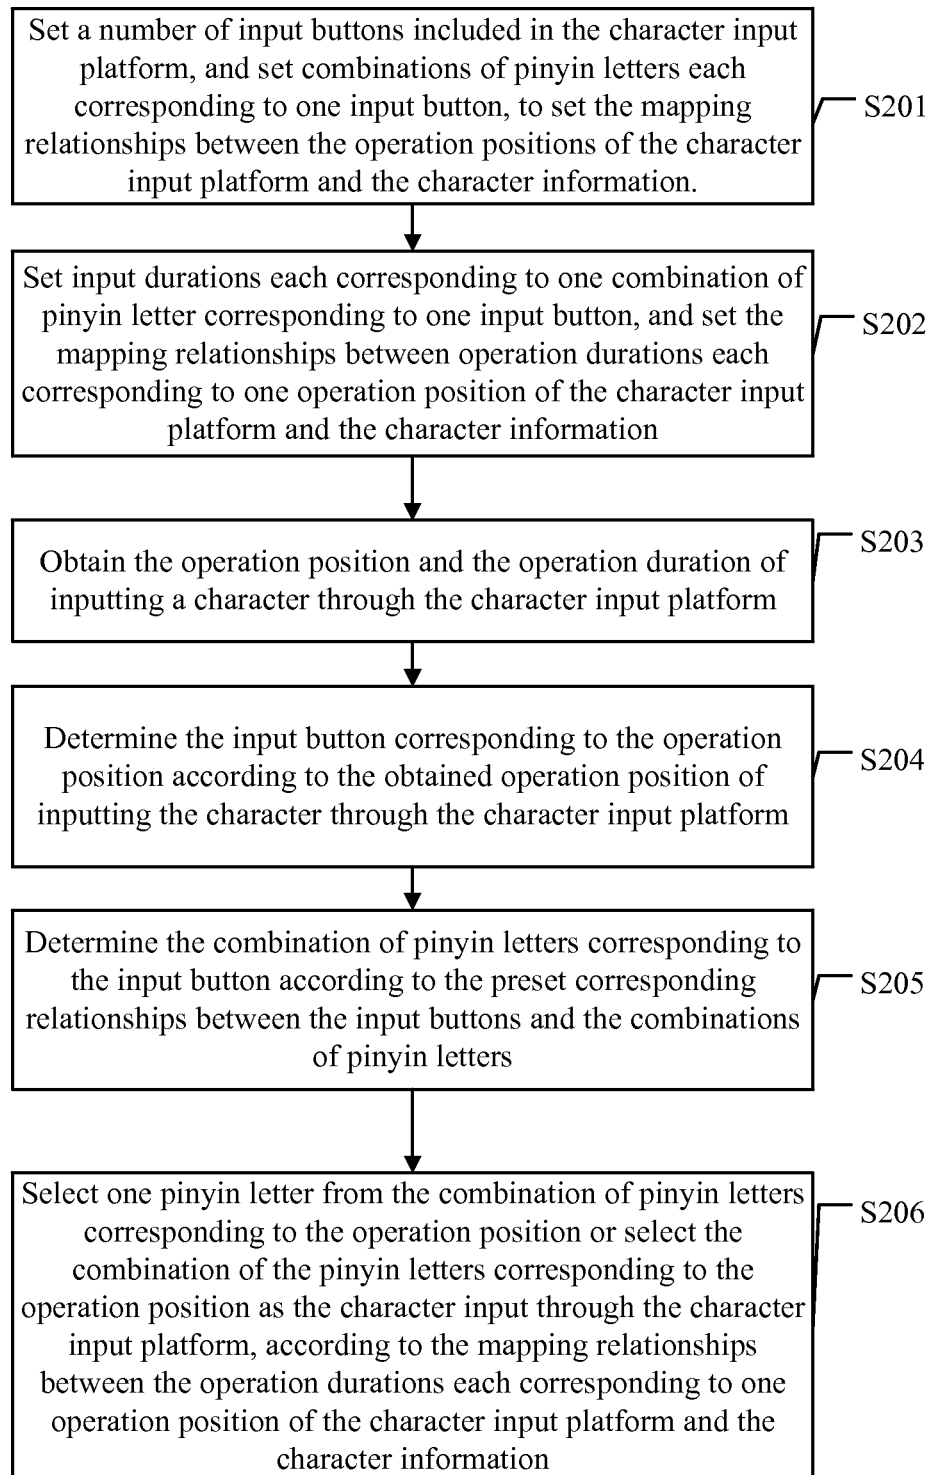 Set a number of input buttons included in the character input
platform, and set combinations of pinyin letters each
corresponding to one input button, to set the mapping
relationships between the operation positions of the character
input platform and the character information.
S201
Set input durations each corresponding to one combination of
pinyin letter corresponding to one input button, and set the
mapping relationships between operation durations each
corresponding to one operation position of the character input
platform and the character information
S202
Obtain the operation position and the operation duration of
inputting a character through the character input platform
S203
Determine the input button corresponding to the operation
position according to the obtained operation position of
inputting the character through the character input platform
S204
Determine the combination of pinyin letters corresponding to
the input button according to the preset corresponding
relationships between the input buttons and the combinations
of pinyin letters
S205
Select one pinyin letter from the combination of pinyin letters
corresponding to the operation position or select the
combination of the pinyin letters corresponding to the
operation position as the character input through the character
input platform, according to the mapping relationships
between the operation durations each corresponding to one
operation position of the character input platform and the
character information
S206